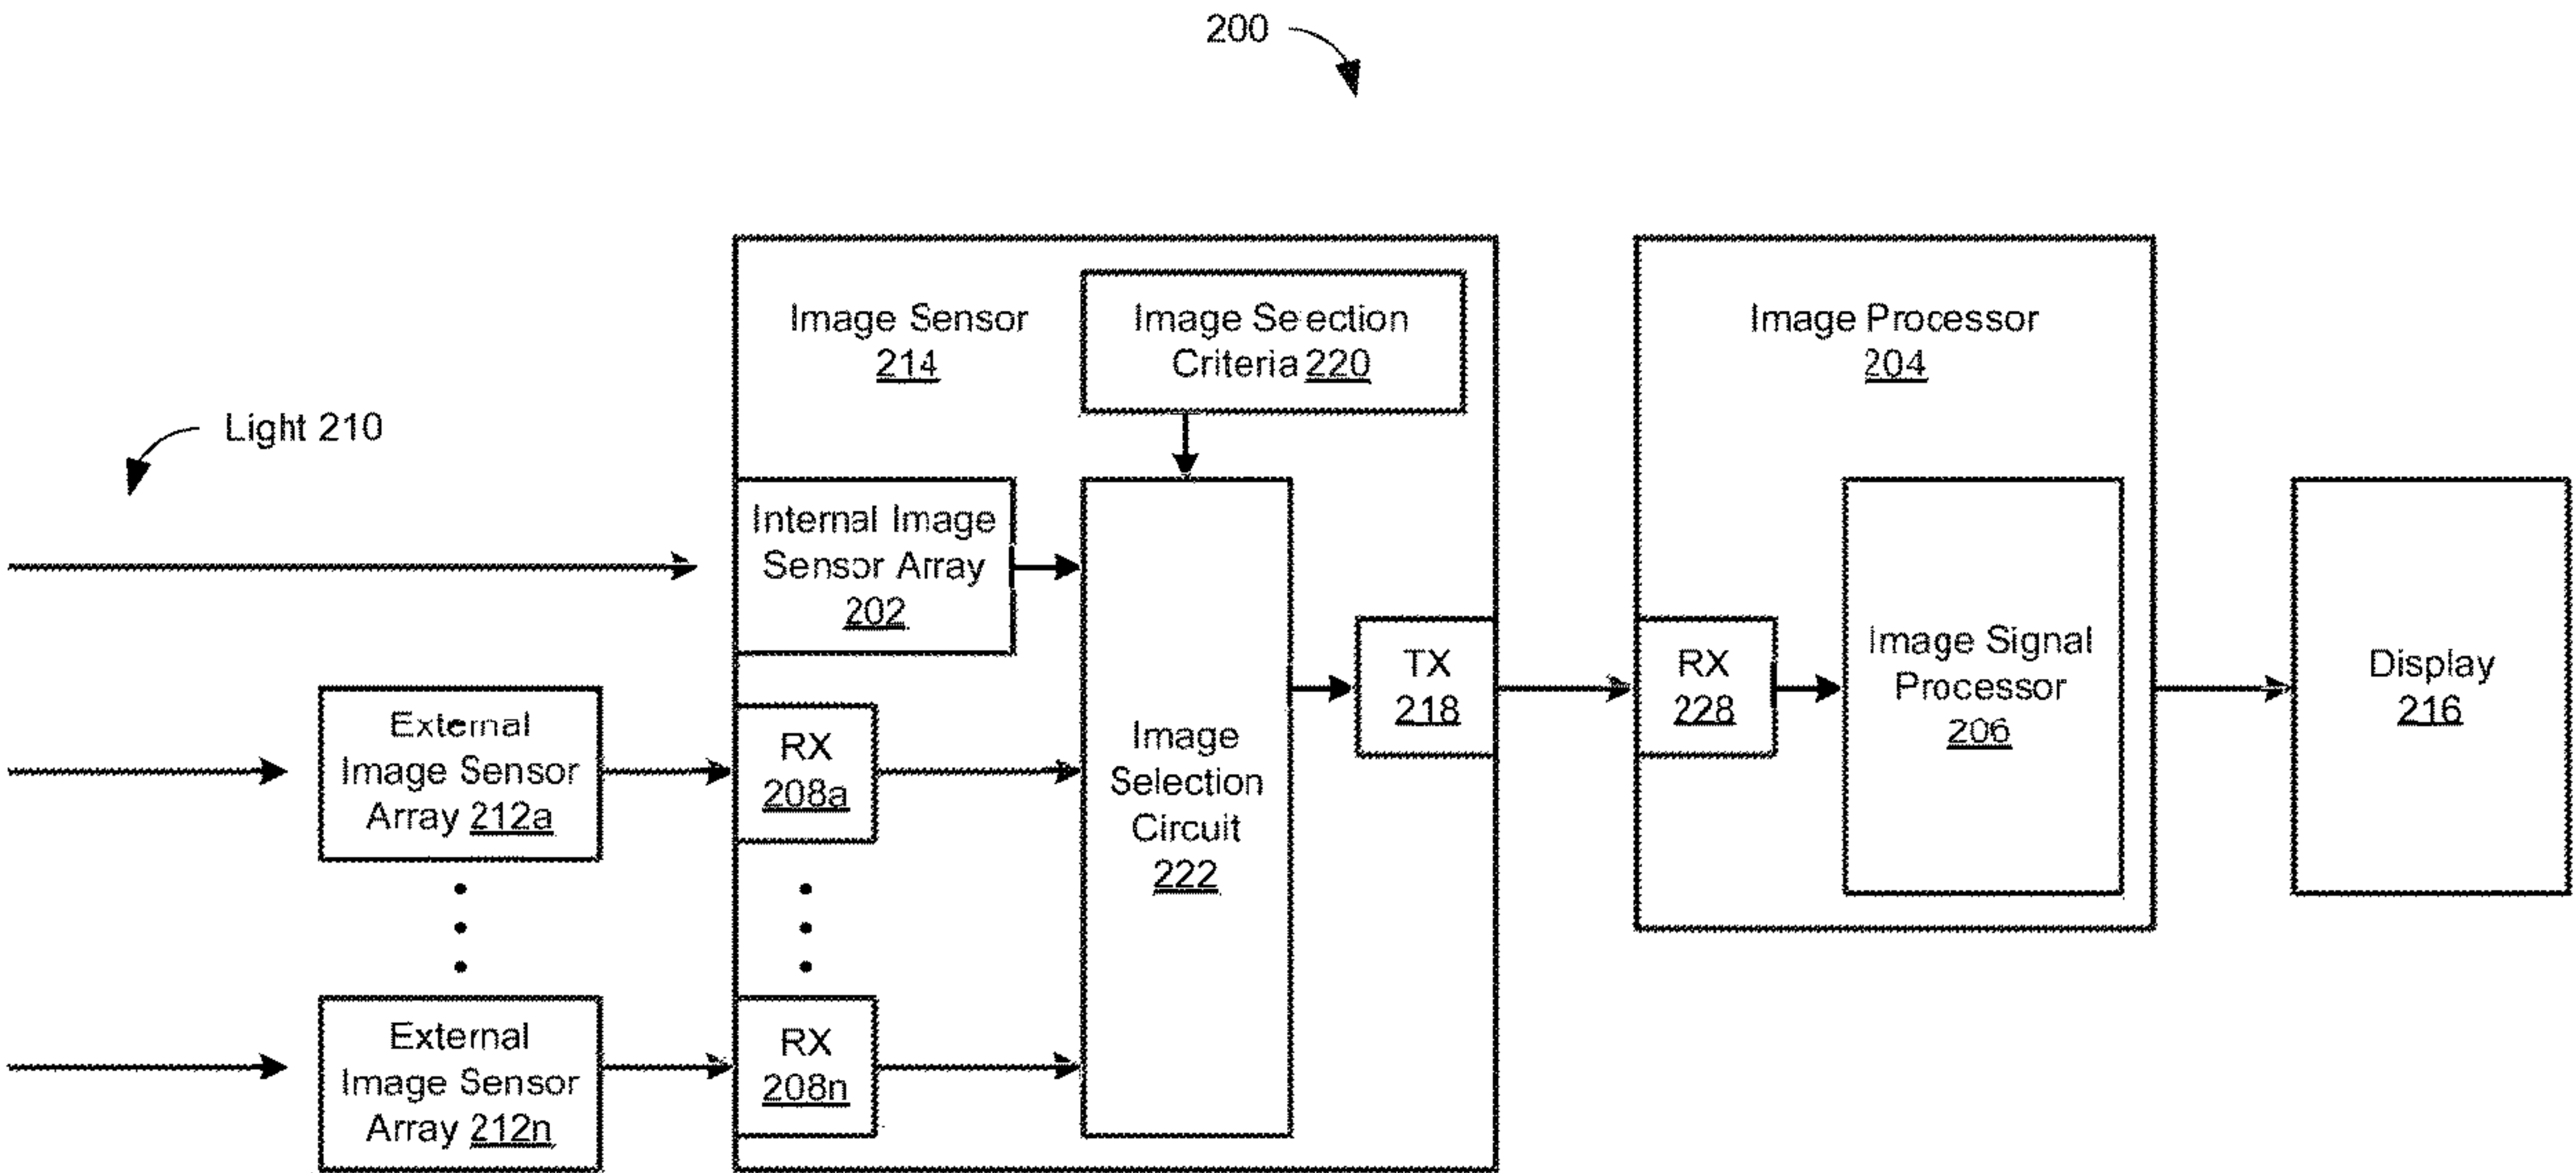 200
Image Sensor
214
Image Selection
Criteria 220
Image Processor
204
Light 210
Internal Image
Sensor Array
202
External
Image Sensor
Array 212a
RX
208a
External
Image Sensor
Array 212n
RX
208n
Image
Selection
Circuit
222
TX
218
RX
228
Image Signal
Processor
206
Display
216